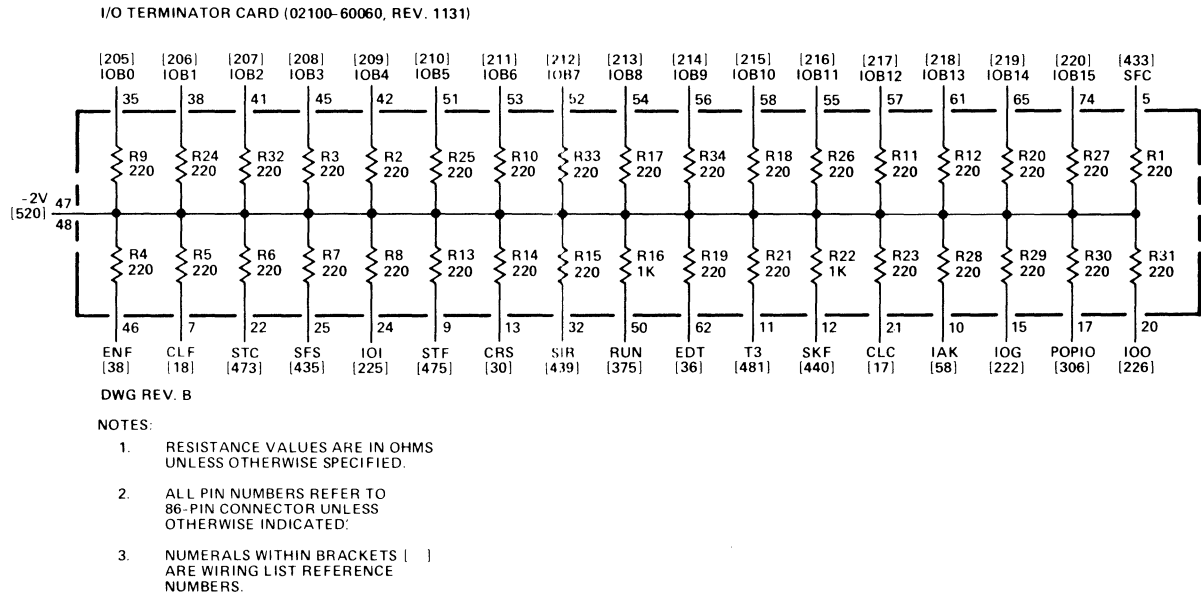 I/O TERMINATOR CARD (02100-60060, REV. 1131)
[205] [206] [207] [208] [209] [210] [211] [212] [213] [214] [215] [216] [217] [218] [219] [220] [433]
IOB0 IOB1 IOB2 IOB3 IOB4 IOB5 IOB6 IOB7 IOB8 IOB9 IOB10 IOB11 IOB12 IOB13 IOB14 IOB15 SFC
35 38 41 45 42 51 53 52 54 56 58 55 57 61 65 74 5
R9 R24 R32 R3 R2 R25 R10 R33 R17 R34 R18 R26 R11 R12 R20 R27 R1
220 220 220 220 220 220 220 220 220 220 220 220 220 220 220 220 220
-2V 47
[520] 48
R4 R5 R6 R7 R8 R13 R14 R15 R16 R19 R21 R22 R23 R28 R29 R30 R31
220 220 220 220 220 220 220 220 1K 220 220 1K 220 220 220 220 220
46 7 22 25 24 9 13 32 50 62 11 12 21 10 15 17 20
ENF CLF STC SFS IOI STF CRS SIR RUN EDT T3 SKF CLC IAK IOG POPIO IOO
[38] [18] [473] [435] [225] [475] [30] [439] [375] [36] [481] [440] [17] [58] [222] [306] [226]
DWG REV. B
NOTES:
1. RESISTANCE VALUES ARE IN OHMS
UNLESS OTHERWISE SPECIFIED.
2. ALL PIN NUMBERS REFER TO
86-PIN CONNECTOR UNLESS
OTHERWISE INDICATED.
3. NUMERALS WITHIN BRACKETS [ ]
ARE WIRING LIST REFERENCE
NUMBERS.